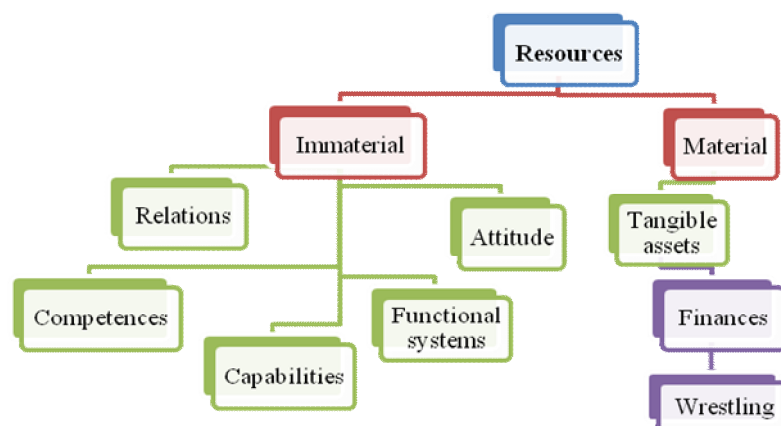 Resources
Immaterial
Material
Relations
Attitude
Tangible
assets
Competences
Functional
systems
Finances
Capabilities
Wrestling